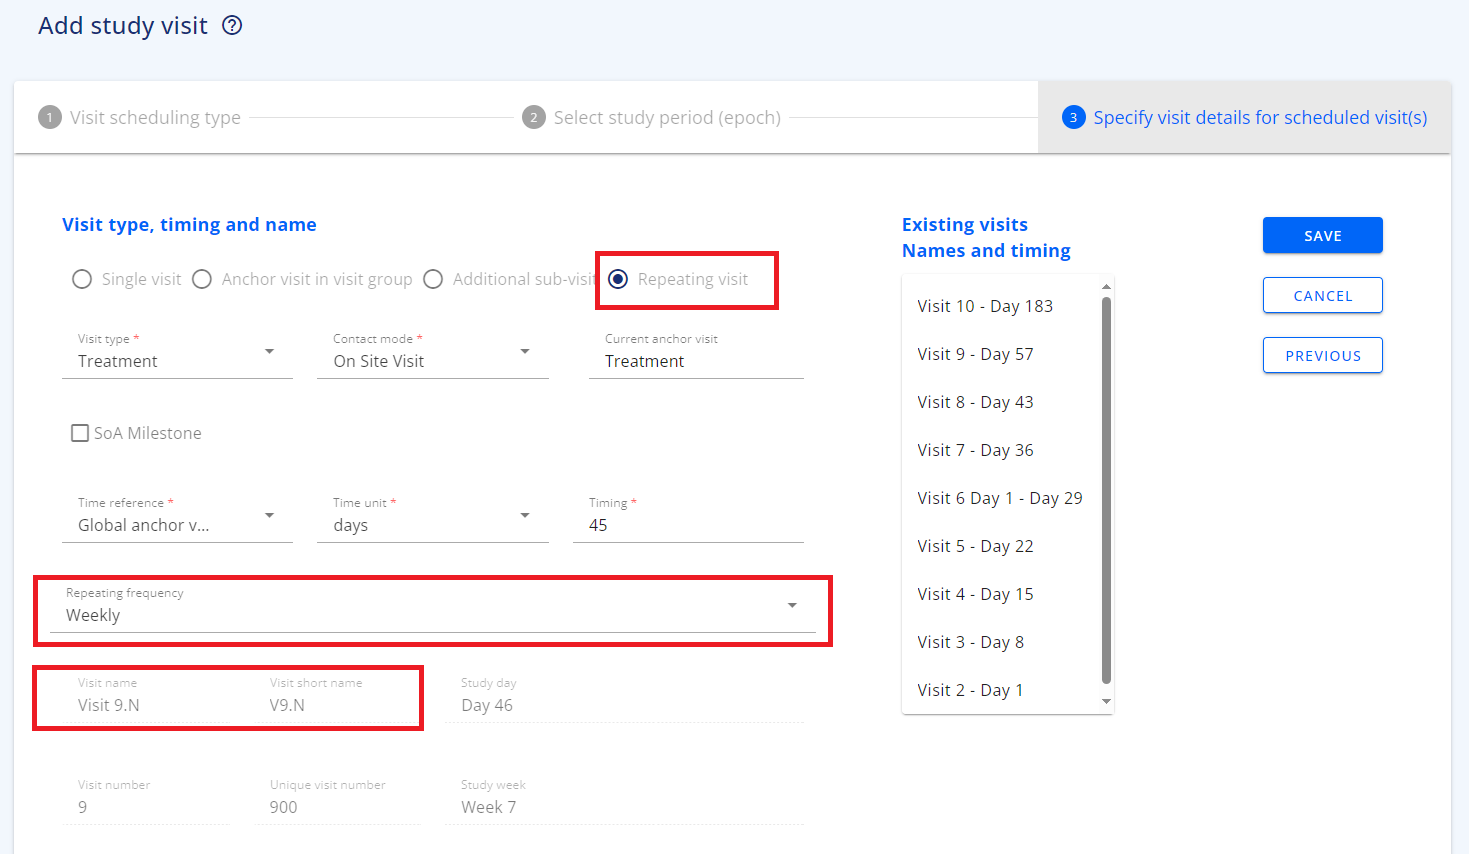 Add study visit ?
1 Visit scheduling type
2 Select study period (epoch)
3 Specify visit details for scheduled visit(s)
Visit type, timing and name
Single visit Anchor visit in visit group Additional sub-visit Repeating visit
Visit type * Contact mode * Current anchor visit
Treatment On Site Visit Treatment
SoA Milestone
Time reference * Time unit * Timing *
Global anchor v... days 45
Repeating frequency
Weekly
Visit name Visit short name Study day
Visit 9.N V9.N Day 46
Visit number Unique visit number Study week
9 900 Week 7
Existing visits
Names and timing
Visit 10 - Day 183
Visit 9 - Day 57
Visit 8 - Day 43
Visit 7 - Day 36
Visit 6 Day 1 - Day 29
Visit 5 - Day 22
Visit 4 - Day 15
Visit 3 - Day 8
Visit 2 - Day 1
SAVE
CANCEL
PREVIOUS